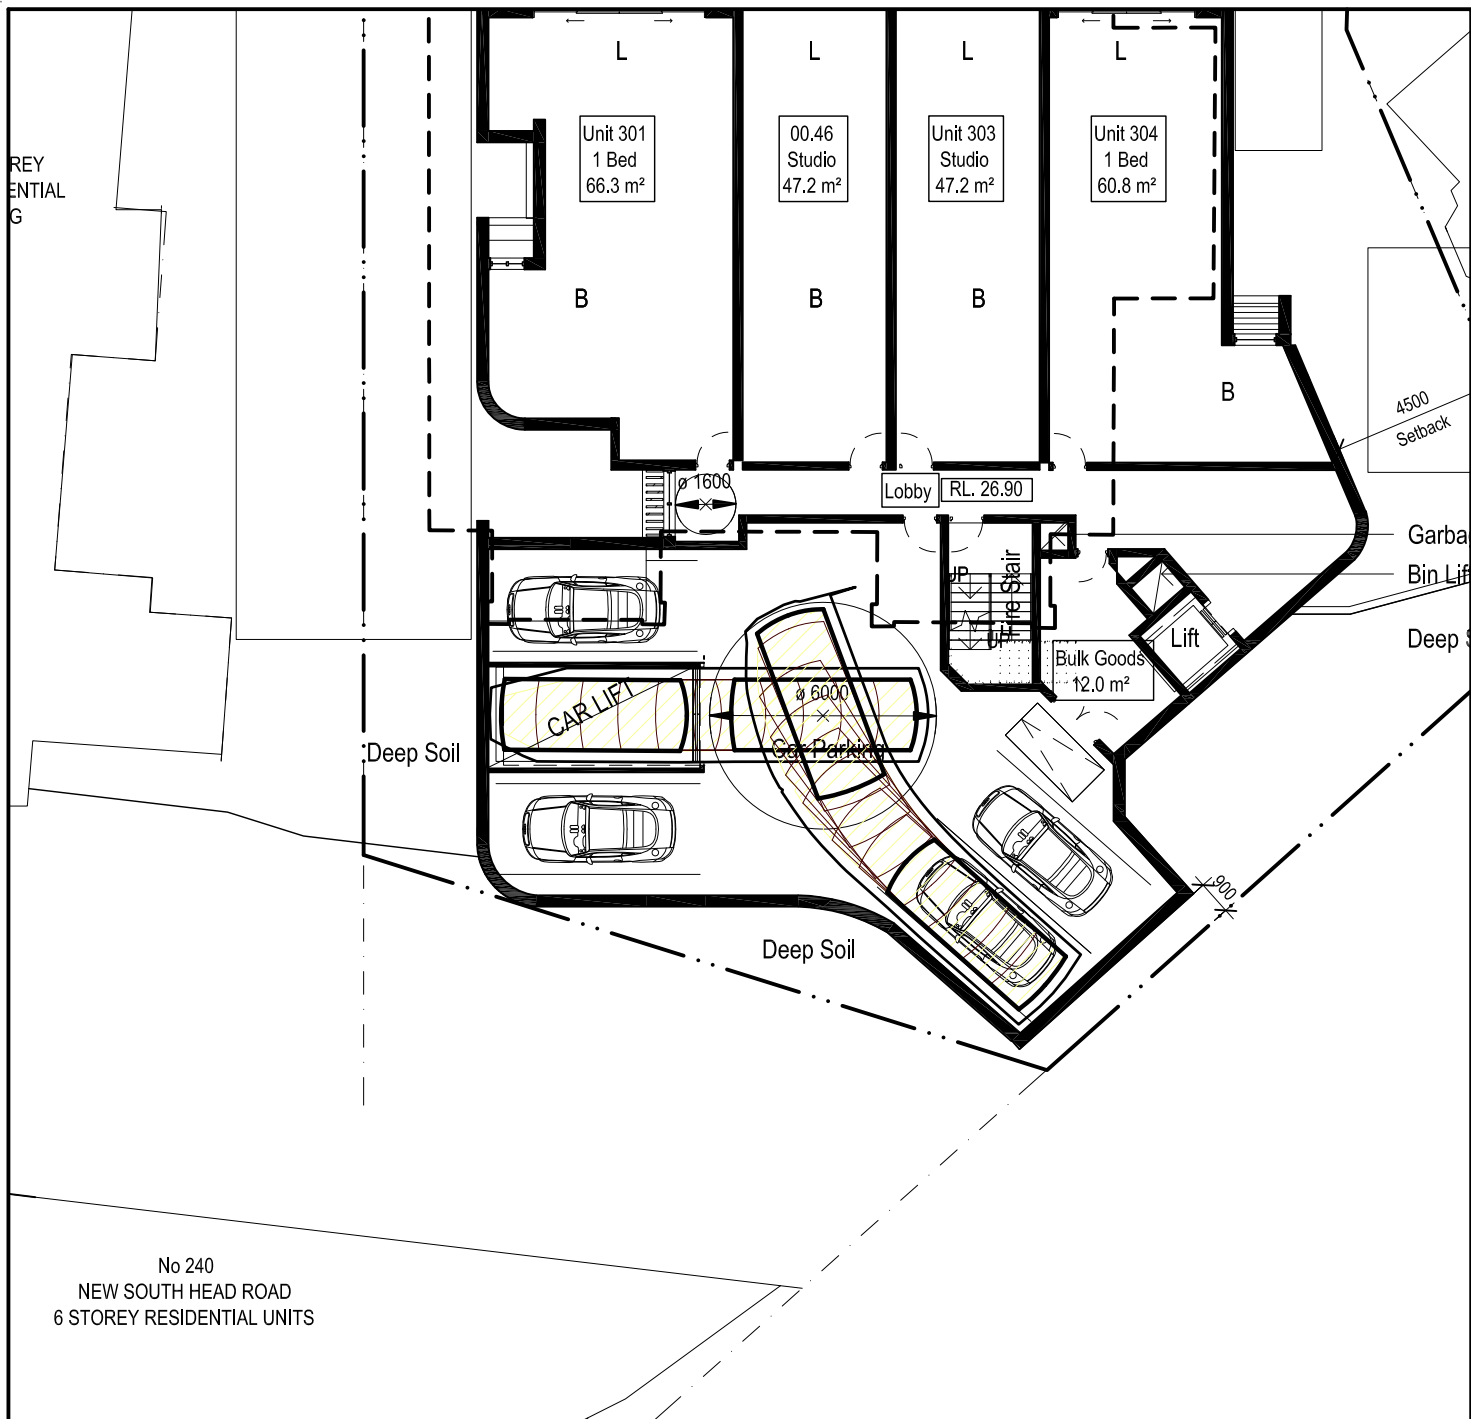 L
L
L
L
REY
ENTIAL
G
Unit 301
1 Bed
66.3 m²
00.46
Studio
47.2 m²
Unit 303
Studio
47.2 m²
Unit 304
1 Bed
60.8 m²
B
B
B
B
4500
Setback
ø 1600
Lobby
RL. 26.90
Garba
Bin Lift
UP
Fire Stair
UP
Lift
Deep S
Bulk Goods
12.0 m²
CAR LIFT
ø 6000
Car Parking
Deep Soil
900
Deep Soil
No 240
NEW SOUTH HEAD ROAD
6 STOREY RESIDENTIAL UNITS